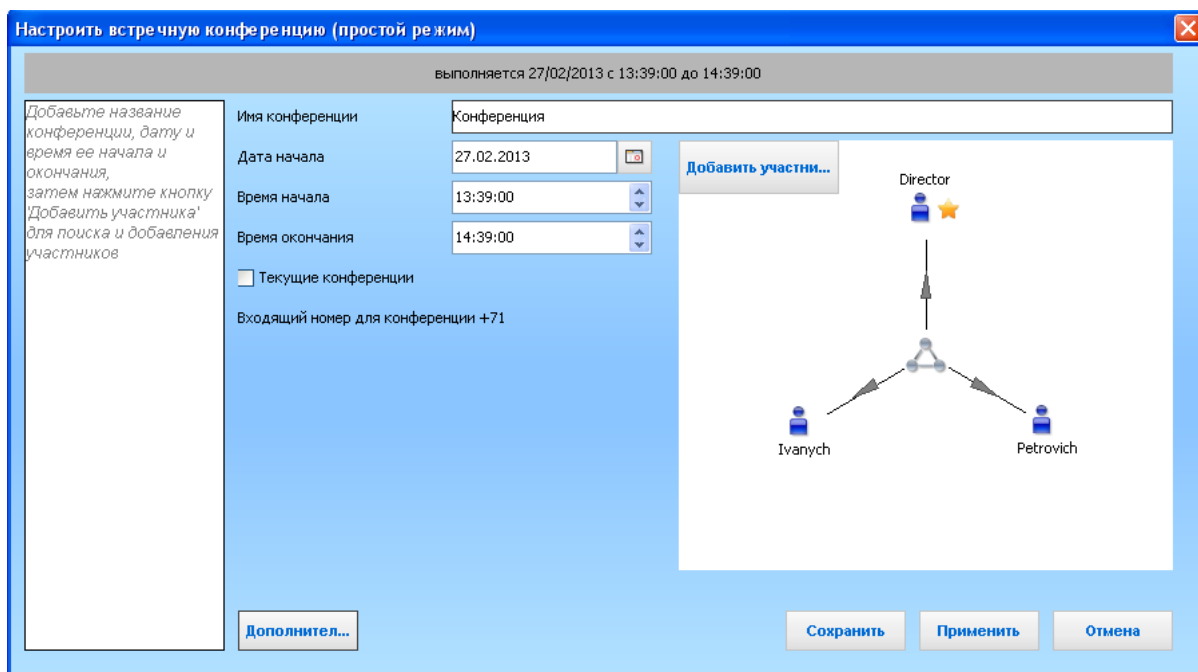 Настроить встречную конференцию (простой режим)
выполняется 27/02/2013 с 13:39:00 до 14:39:00
Добавьте название
конференции, дату и
время ее начала и
окончания,
затем нажмите кнопку
'Добавить участника'
для поиска и добавления
участников
Имя конференции
Конференция
Дата начала
27.02.2013
Время начала
13:39:00
Время окончания
14:39:00
Текущие конференции
Входящий номер для конференции +71
Добавить участни...
Director
Ivanych
Petrovich
Дополнител...
Сохранить
Применить
Отмена